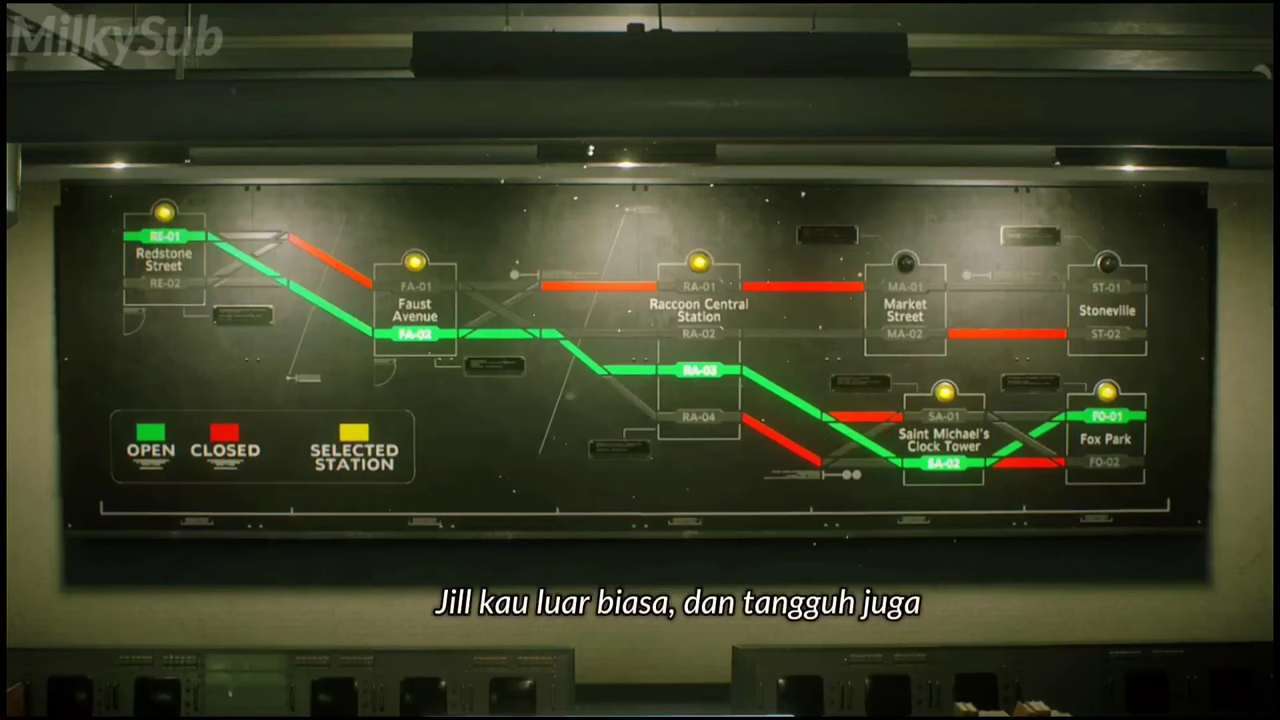 MilkySub
RE-01
Redstone
Street
RE-02
FA-01
Faust
Avenue
FA-02
RA-01
Raccoon Central
Station
RA-02
RA-03
RA-04
MA-01
Market
Street
MA-02
ST-01
Stoneville
ST-02
SA-01
Saint Michael's
Clock Tower
SA-02
FO-01
Fox Park
FO-02
OPEN
CLOSED
SELECTED
STATION
Jill kau luar biasa, dan tangguh juga